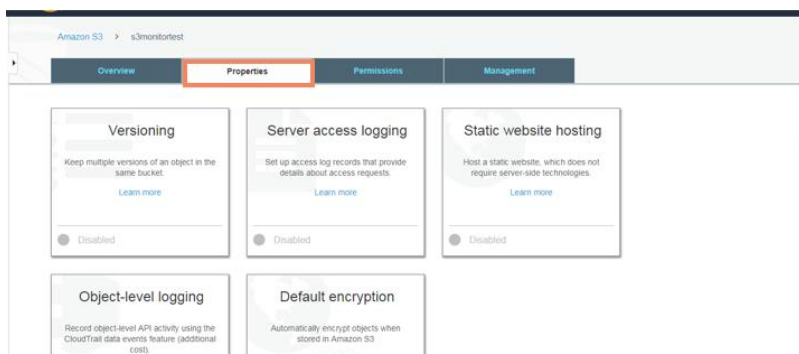 Amazon S3 > s3monitortest
Overview Properties Permissions Management
Versioning
Keep multiple versions of an object in the
same bucket.
Learn more
Disabled
Server access logging
Set up access log records that provide
details about access requests.
Learn more
Disabled
Static website hosting
Host a static website, which does not
require server-side technologies.
Learn more
Disabled
Object-level logging
Record object-level API activity using the
CloudTrail data events feature (additional
cost).
Default encryption
Automatically encrypt objects when
stored in Amazon S3